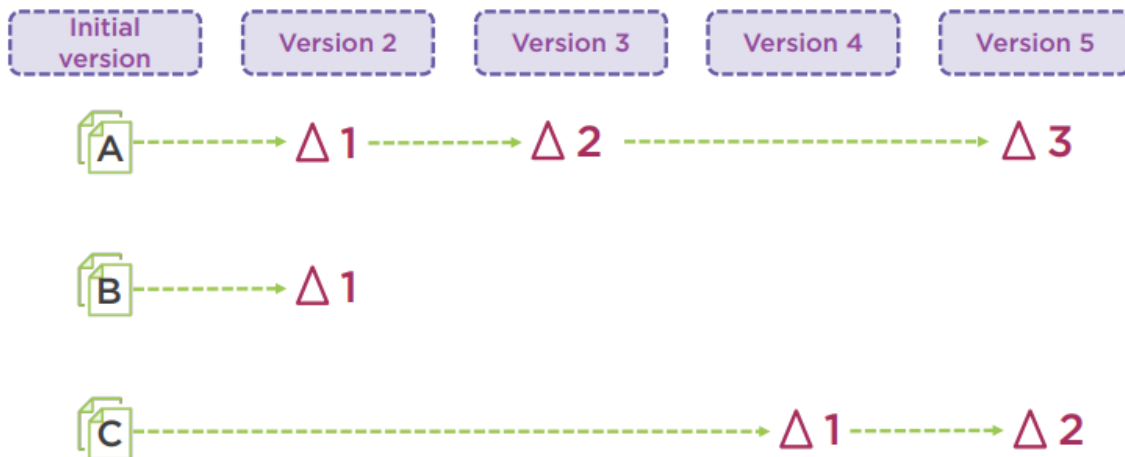 Initial
version
Version 2
Version 3
Version 4
Version 5
A
Δ 1
Δ 2
Δ 3
B
Δ 1
C
Δ 1
Δ 2